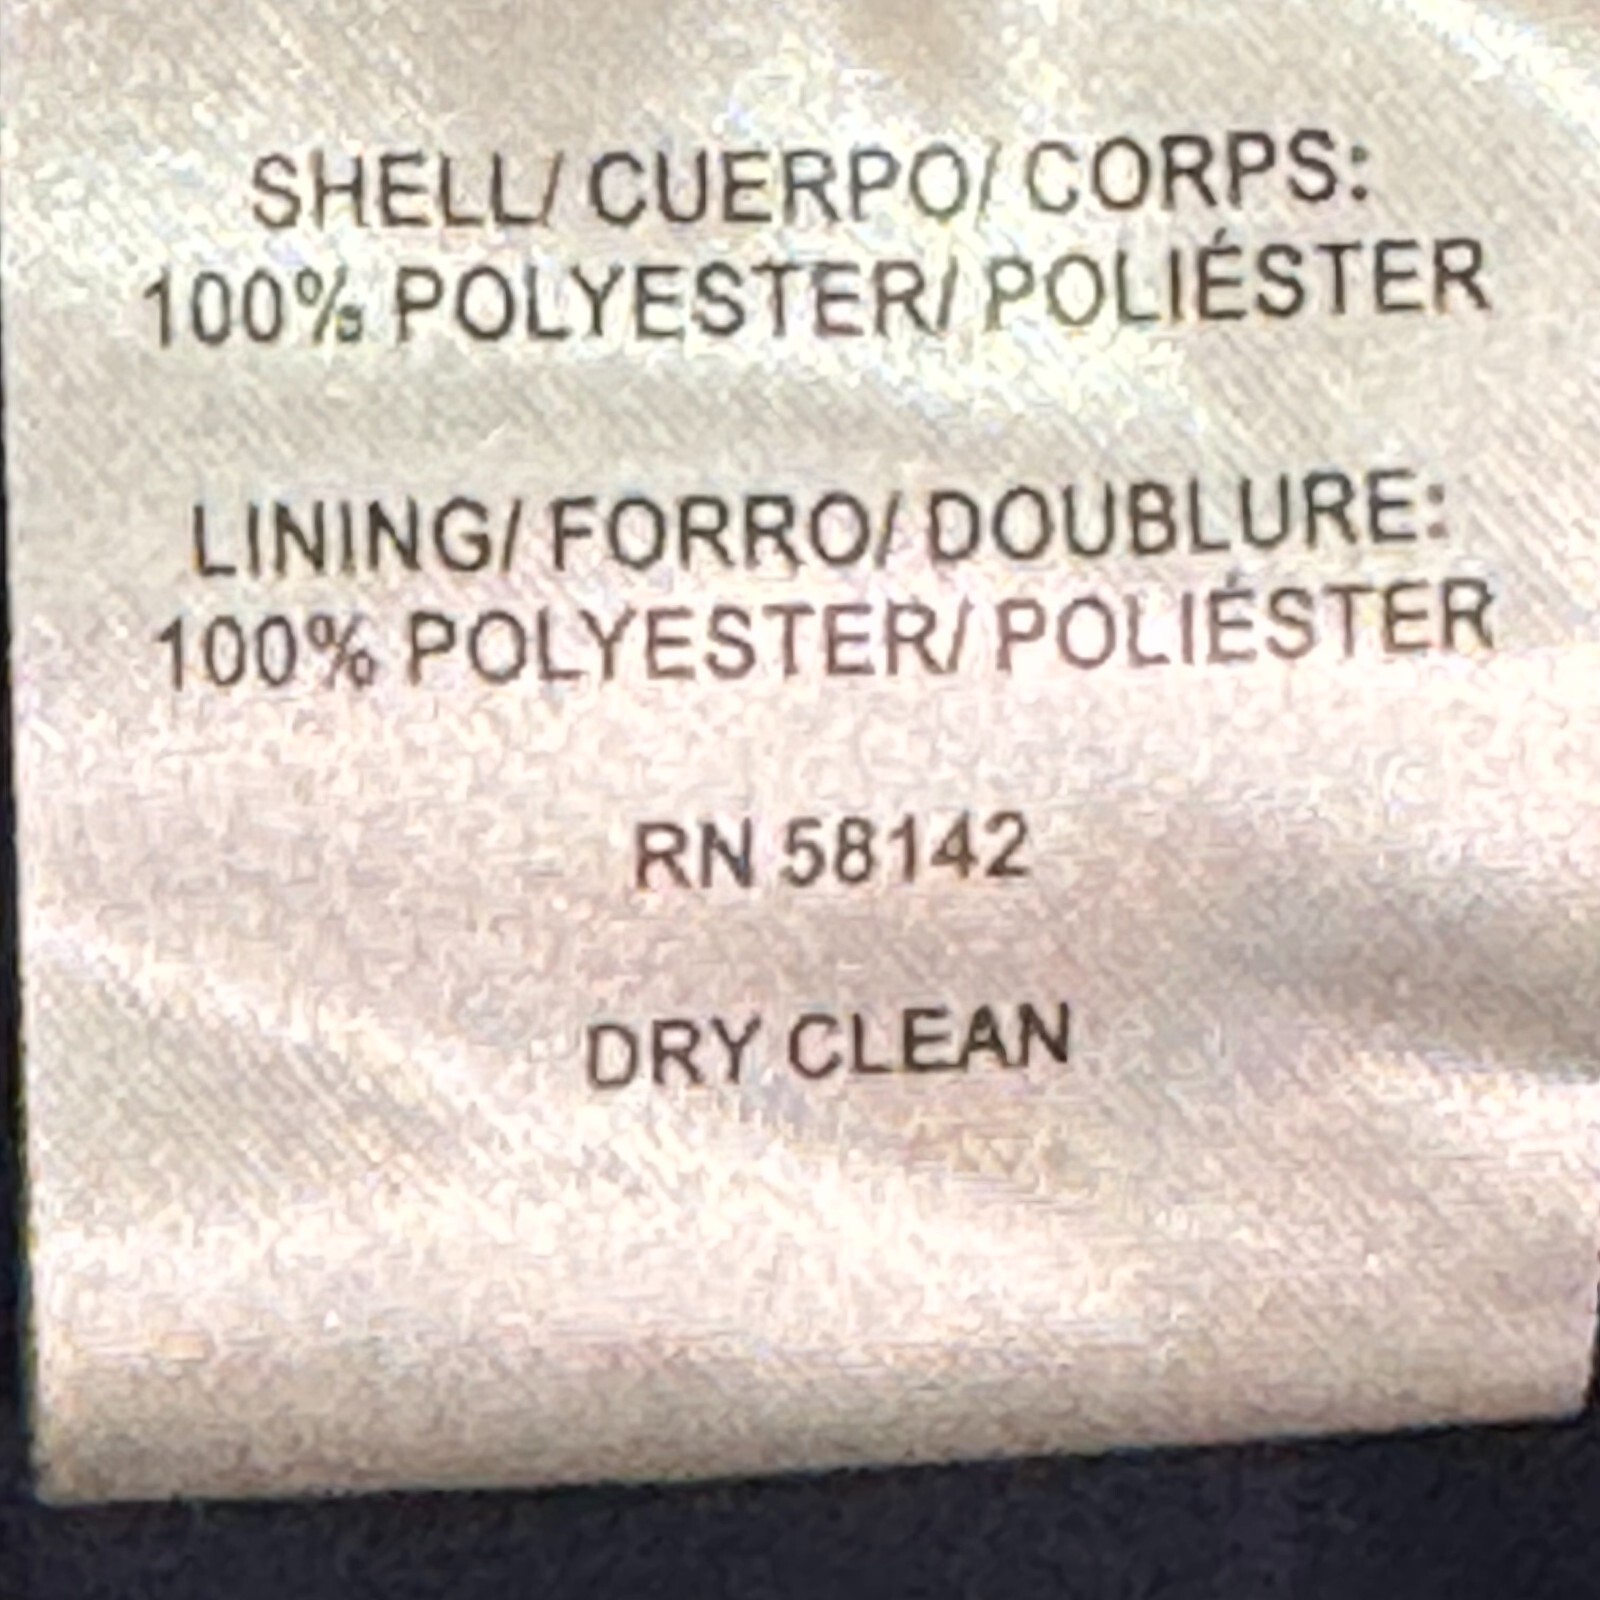 SHELL/ CUERPO/ CORPS:
100% POLYESTER/ POLIÉSTER
LINING/ FORRO/ DOUBLURE:
100% POLYESTER/ POLIÉSTER
RN 58142
DRY CLEAN